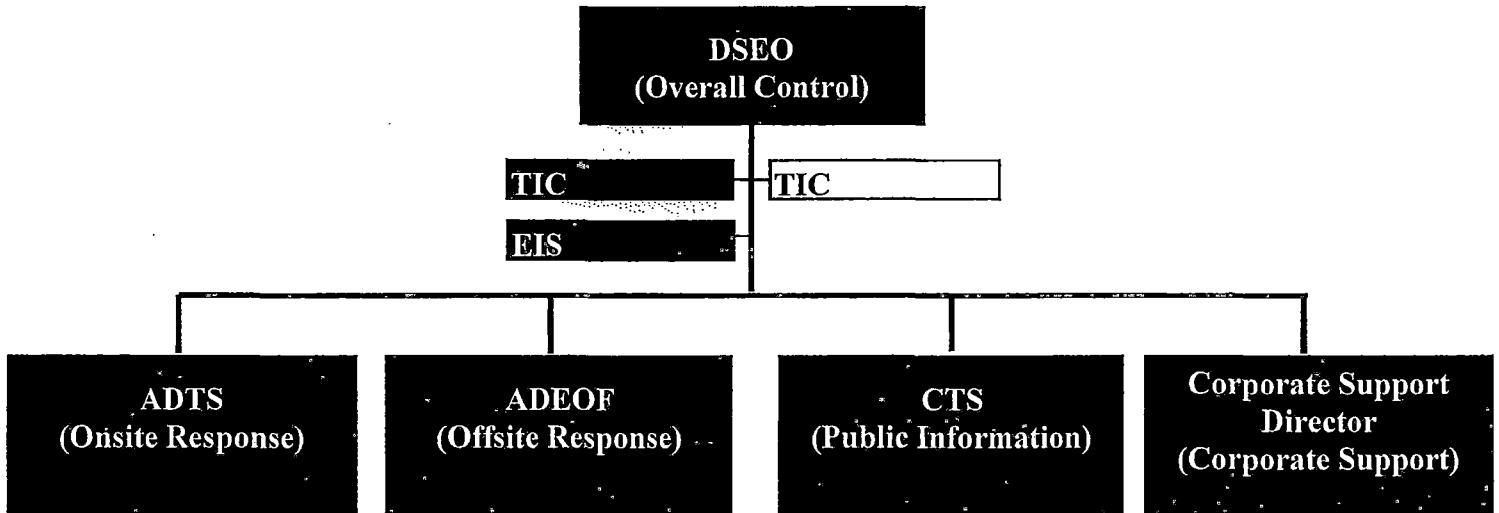 DSEO
(Overall Control)
TIC
TIC
EIS
ADTS
(Onsite Response)
ADEOF
(Offsite Response)
CTS
(Public Information)
Corporate Support
Director
(Corporate Support)